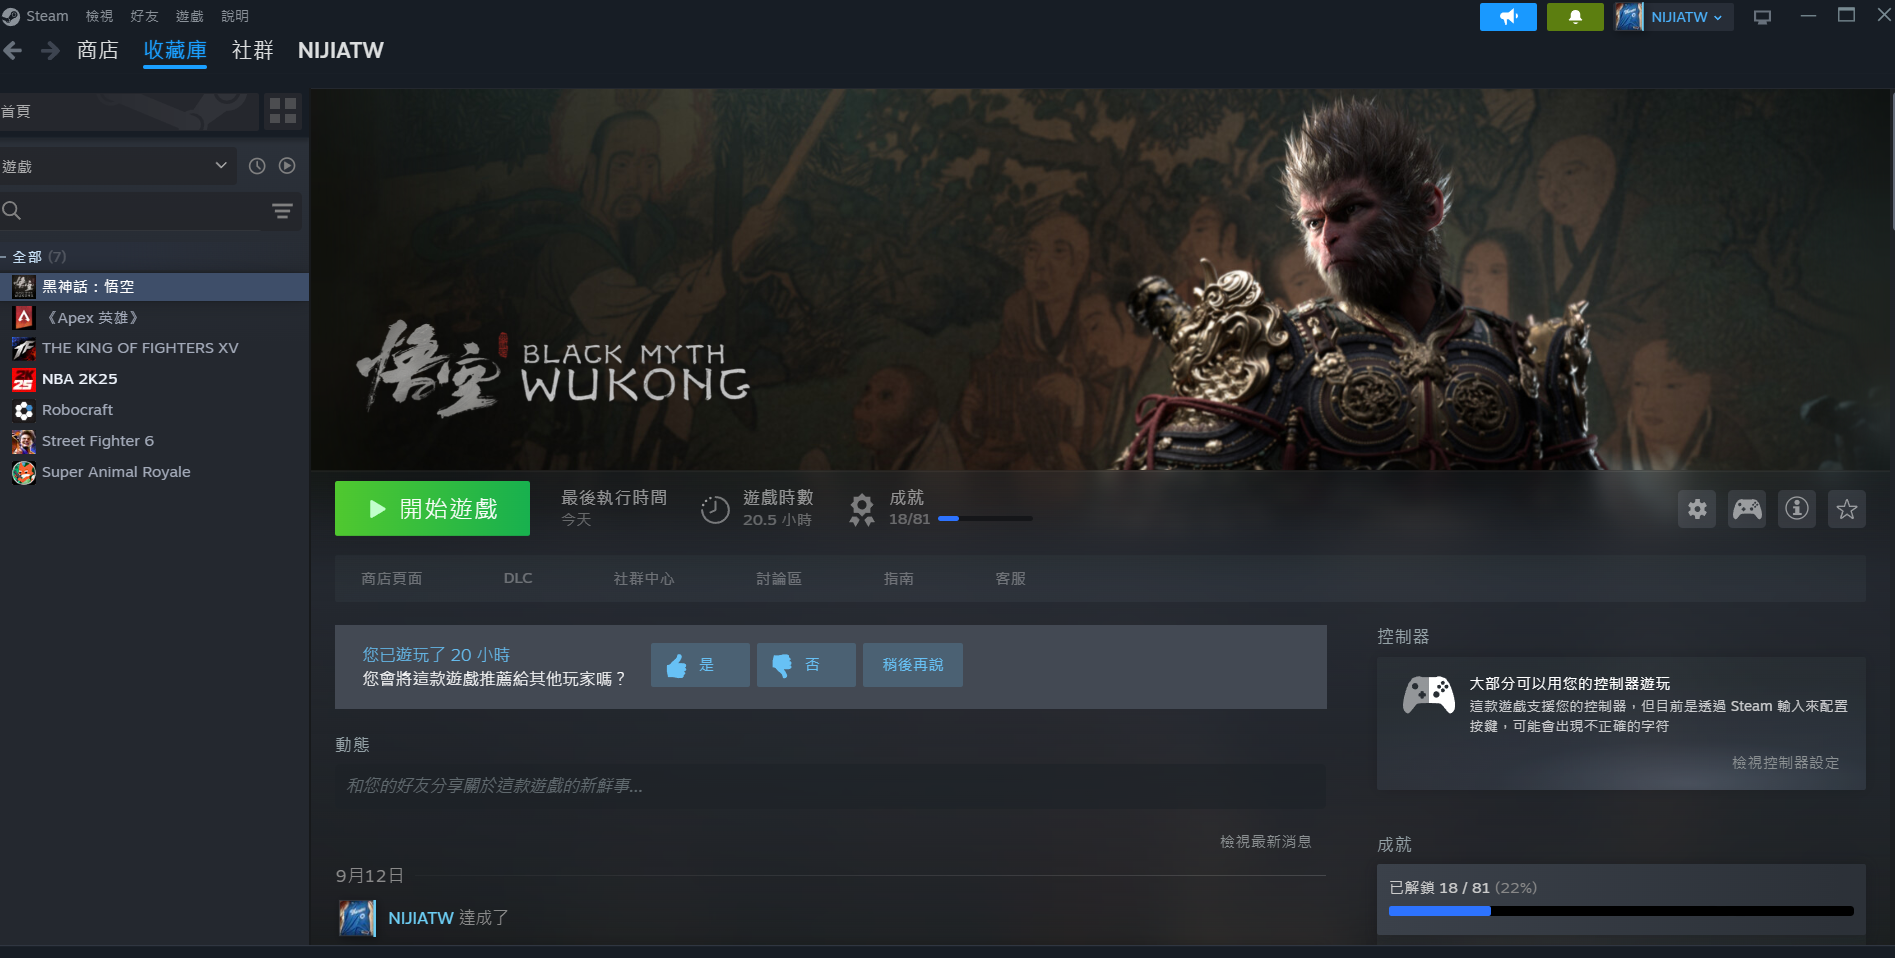 Steam 檢視 好友 遊戲 說明
NIJIATW
商店 收藏庫 社群 NIJIATW
首頁
遊戲
- 全部 (7)
黑神話：悟空
《Apex 英雄》
THE KING OF FIGHTERS XV
NBA 2K25
Robocraft
Street Fighter 6
Super Animal Royale
悟空 BLACK MYTH
WUKONG
開始遊戲
最後執行時間
今天
遊戲時數
20.5 小時
成就
18/81
商店頁面 DLC 社群中心 討論區 指南 客服
您已遊玩了 20 小時
您會將這款遊戲推薦給其他玩家嗎？
是 否 稍後再說
動態
和您的好友分享關於這款遊戲的新鮮事...
檢視最新消息
9月12日
NIJIATW 達成了
控制器
大部分可以用您的控制器遊玩
這款遊戲支援您的控制器，但目前是透過 Steam 輸入來配置
按鍵，可能會出現不正確的字符
檢視控制器設定
成就
已解鎖 18 / 81 (22%)